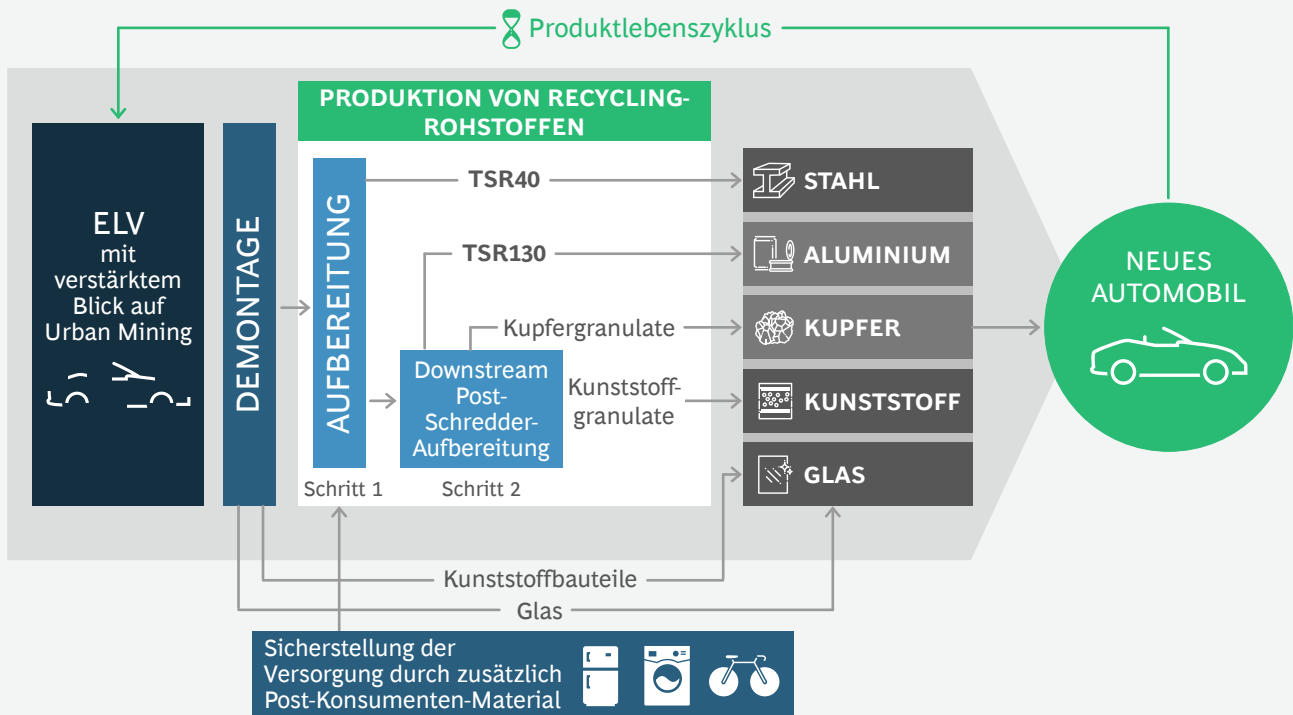 Produktlebenszyklus
PRODUKTION VON RECYCLING-
ROHSTOFFEN
ELV
mit
verstärktem
Blick auf
Urban Mining
DEMONTAGE
AUFBEREITUNG
Schritt 1
TSR40
TSR130
Kupfergranulate
Downstream
Post-
Schredder-
Aufbereitung
Schritt 2
Kunststoff-
granulate
STAHL
ALUMINIUM
KUPFER
KUNSTSTOFF
GLAS
NEUES
AUTOMOBIL
Kunststoffbauteile
Glas
Sicherstellung der
Versorgung durch zusätzlich
Post-Konsumenten-Material